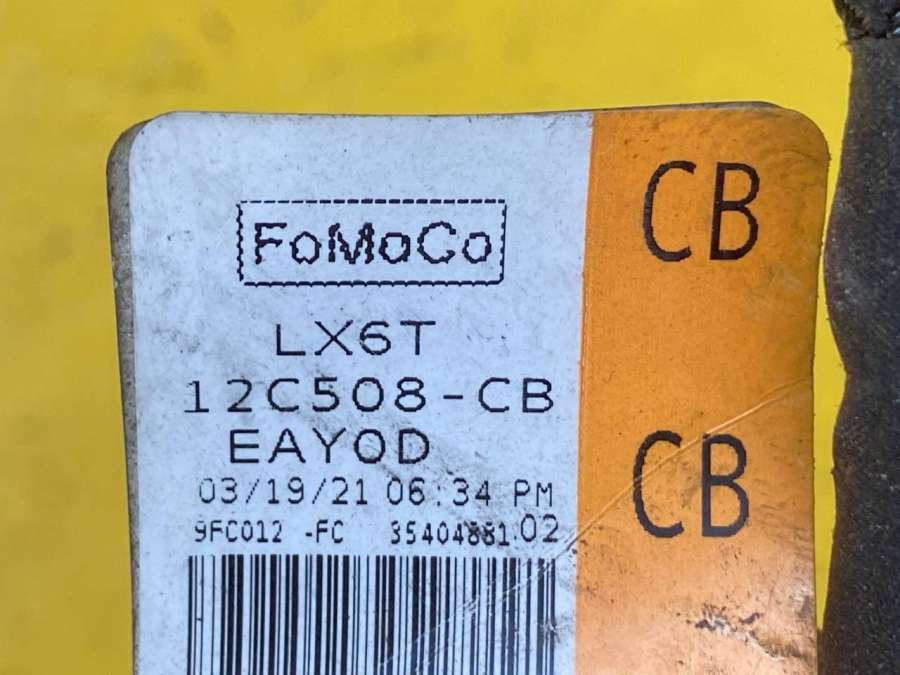 FoMoCo
LX6T
12C508-CB
EAYOD
03/19/21 06:34 PM
9FC012 -FC 35404881 02
CB
CB